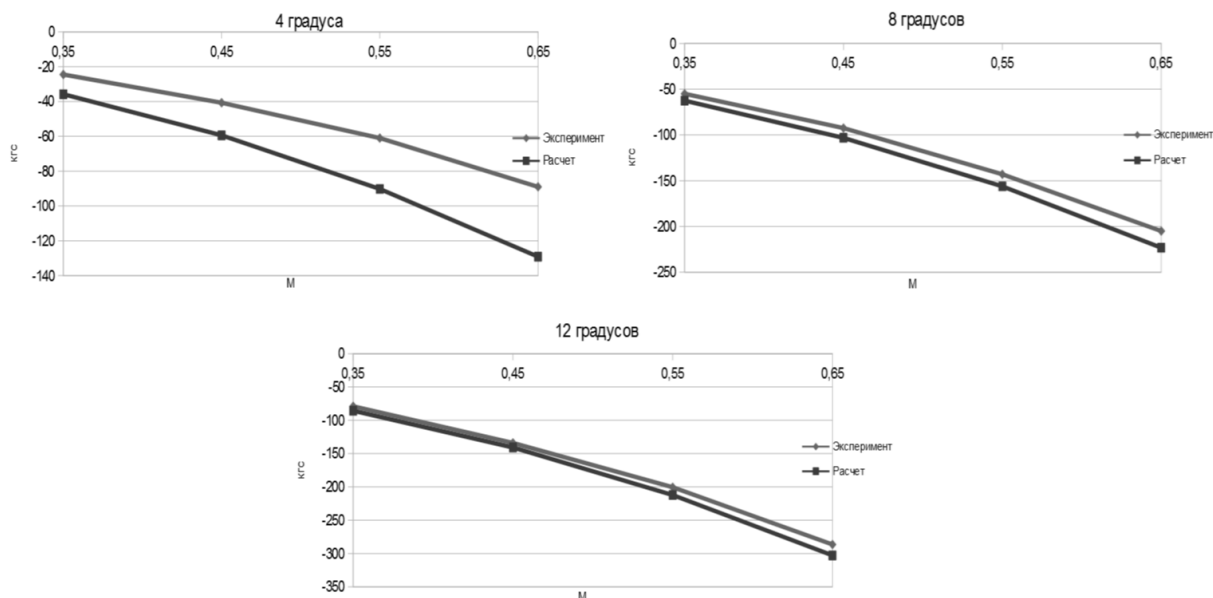 4 градуса
0
0,35
0,45
0,55
0,65
-20
-40
-60
-80
-100
-120
-140
кгс
М
Эксперимент
Расчет
8 градусов
0
0,35
0,45
0,55
0,65
-50
-100
-150
-200
-250
кгс
М
Эксперимент
Расчет
12 градусов
0
0,35
0,45
0,55
0,65
-50
-100
-150
-200
-250
-300
-350
кгс
М
Эксперимент
Расчет